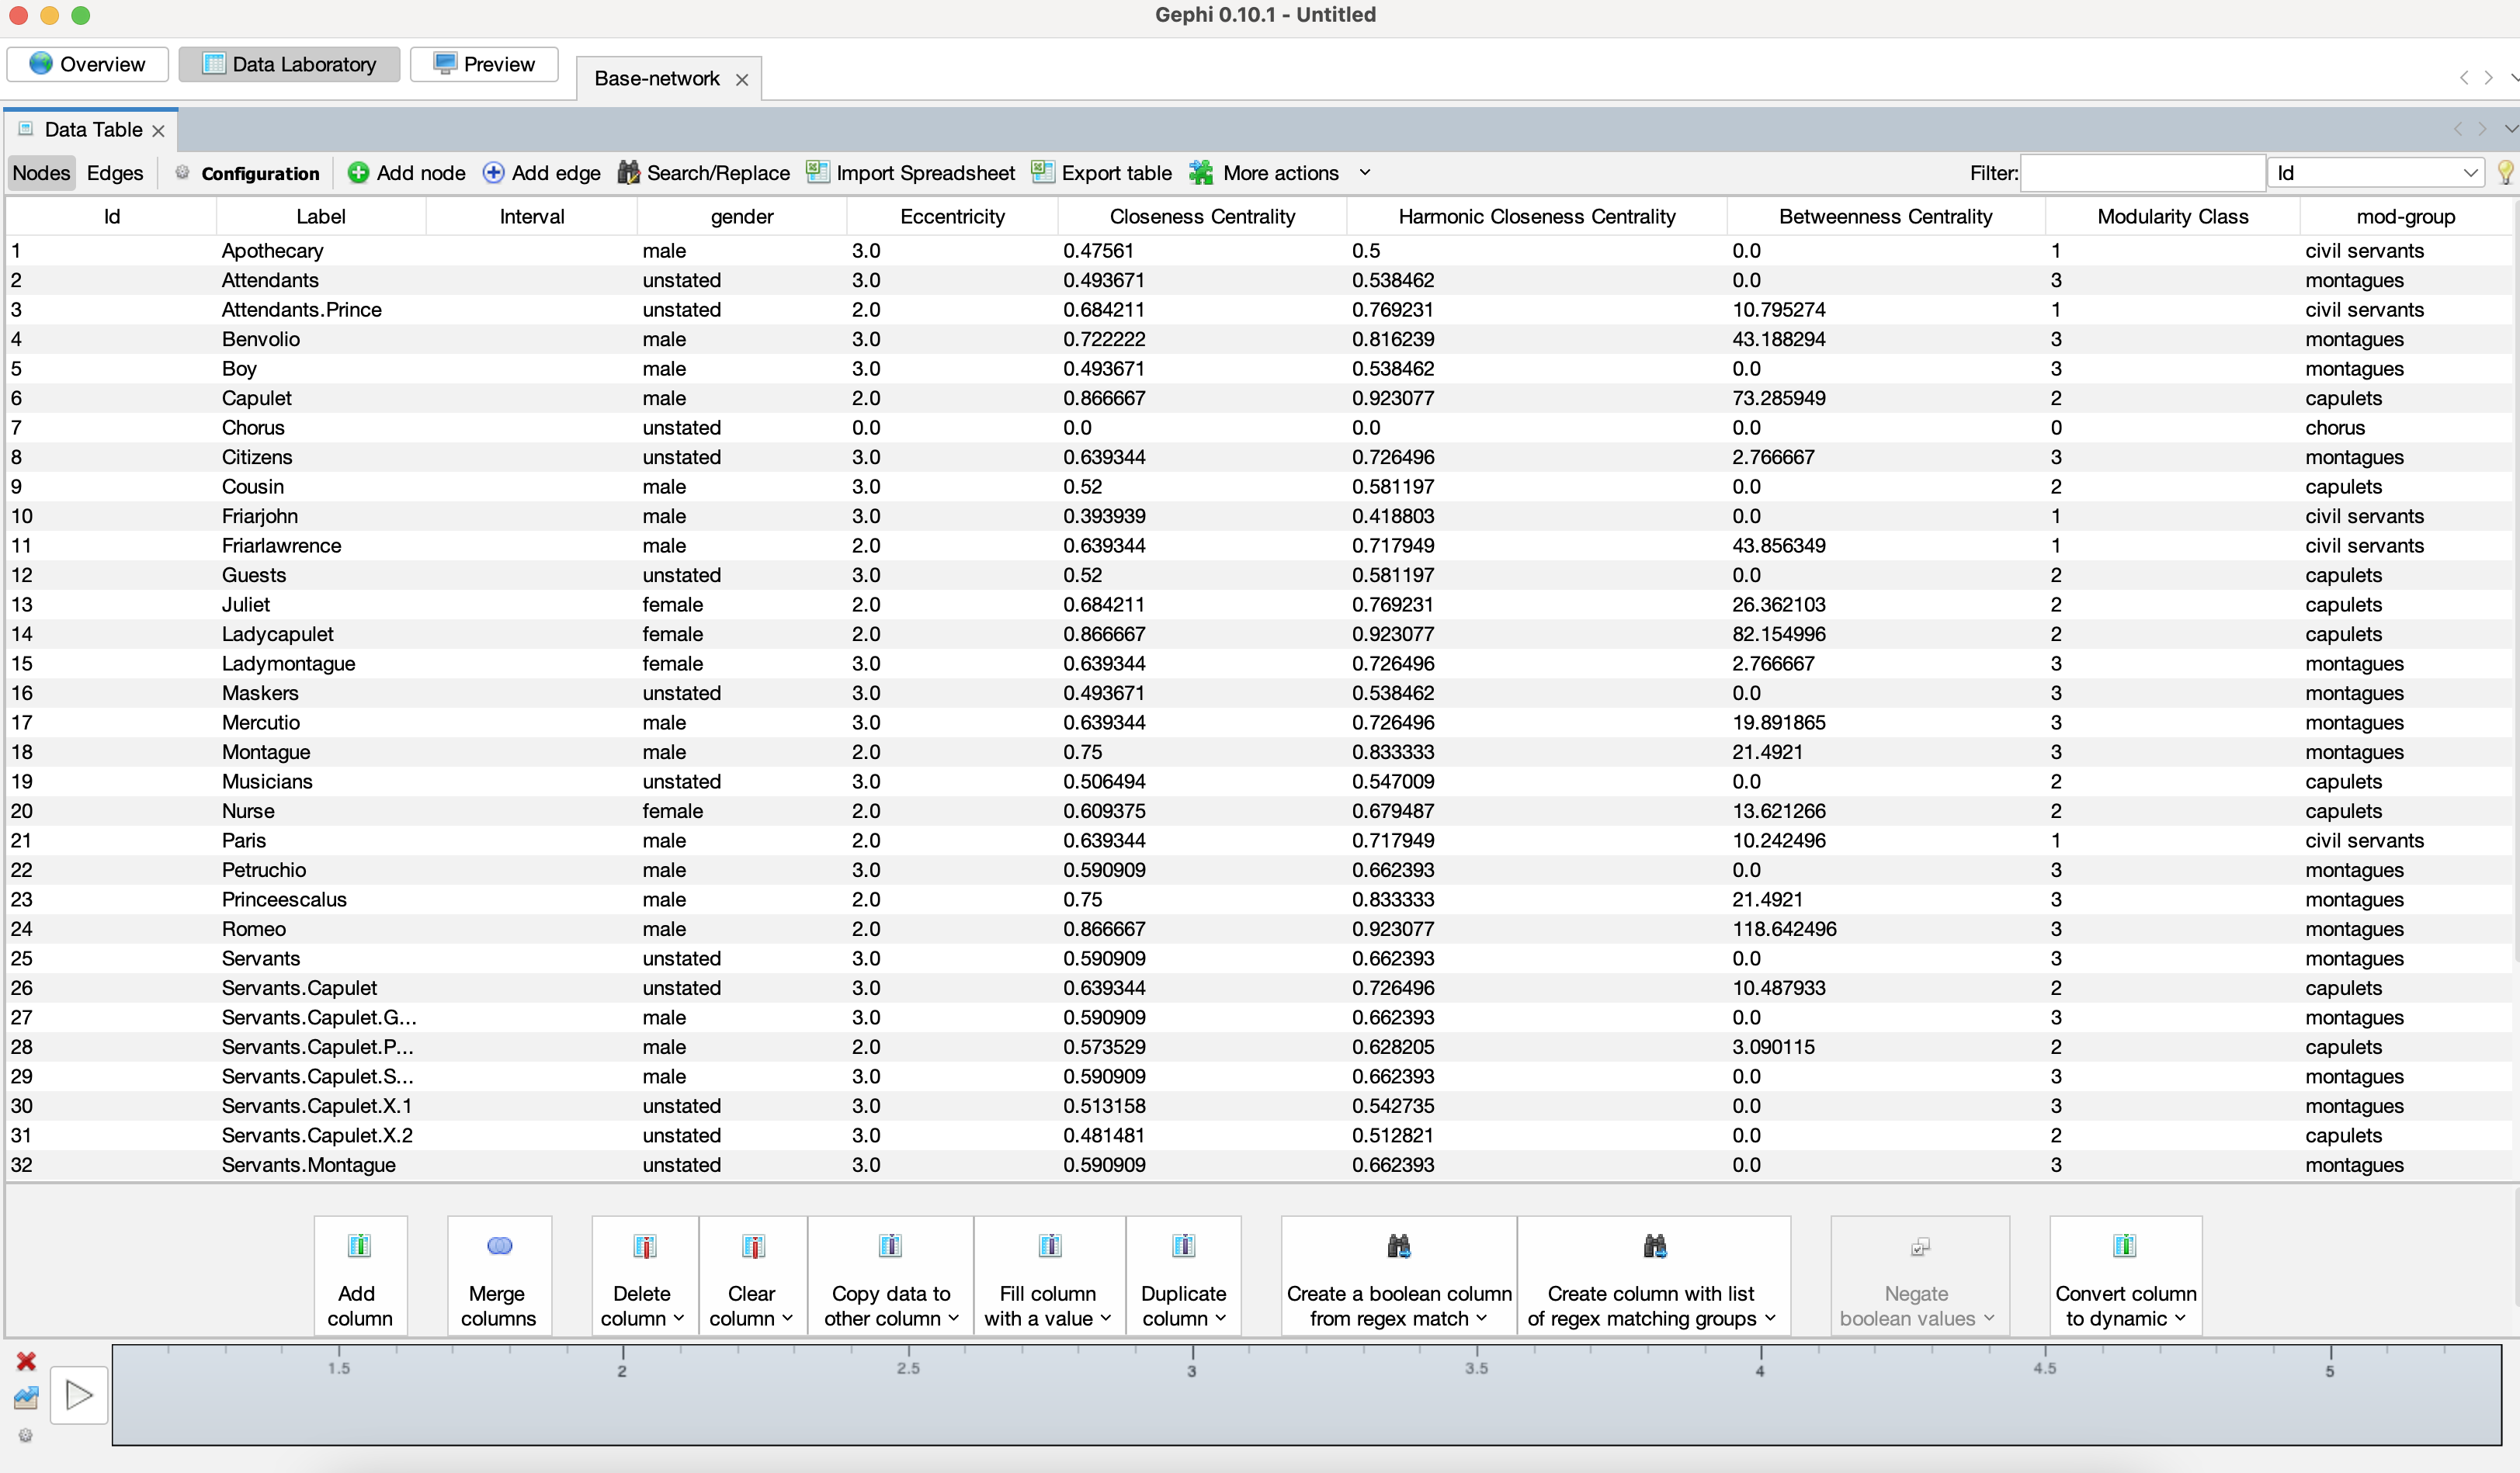 Gephi 0.10.1 - Untitled
Overview Data Laboratory Preview Base-network
Data Table
Nodes Edges Configuration Add node Add edge Search/Replace Import Spreadsheet Export table More actions Filter: Id
Id Label Interval gender Eccentricity Closeness Centrality Harmonic Closeness Centrality Betweenness Centrality Modularity Class mod-group
1 Apothecary male 3.0 0.47561 0.5 0.0 1 civil servants
2 Attendants unstated 3.0 0.493671 0.538462 0.0 3 montagues
3 Attendants.Prince unstated 2.0 0.684211 0.769231 10.795274 1 civil servants
4 Benvolio male 3.0 0.722222 0.816239 43.188294 3 montagues
5 Boy male 3.0 0.493671 0.538462 0.0 3 montagues
6 Capulet male 2.0 0.866667 0.923077 73.285949 2 capulets
7 Chorus unstated 0.0 0.0 0.0 0.0 0 chorus
8 Citizens unstated 3.0 0.639344 0.726496 2.766667 3 montagues
9 Cousin male 3.0 0.52 0.581197 0.0 2 capulets
10 Friarjohn male 3.0 0.393939 0.418803 0.0 1 civil servants
11 Friarlawrence male 2.0 0.639344 0.717949 43.856349 1 civil servants
12 Guests unstated 3.0 0.52 0.581197 0.0 2 capulets
13 Juliet female 2.0 0.684211 0.769231 26.362103 2 capulets
14 Ladycapulet female 2.0 0.866667 0.923077 82.154996 2 capulets
15 Ladymontague female 3.0 0.639344 0.726496 2.766667 3 montagues
16 Maskers unstated 3.0 0.493671 0.538462 0.0 3 montagues
17 Mercutio male 3.0 0.639344 0.726496 19.891865 3 montagues
18 Montague male 2.0 0.75 0.833333 21.4921 3 montagues
19 Musicians unstated 3.0 0.506494 0.547009 0.0 2 capulets
20 Nurse female 2.0 0.609375 0.679487 13.621266 2 capulets
21 Paris male 2.0 0.639344 0.717949 10.242496 1 civil servants
22 Petruchio male 3.0 0.590909 0.662393 0.0 3 montagues
23 Princeescalus male 2.0 0.75 0.833333 21.4921 3 montagues
24 Romeo male 2.0 0.866667 0.923077 118.642496 3 montagues
25 Servants unstated 3.0 0.590909 0.662393 0.0 3 montagues
26 Servants.Capulet unstated 3.0 0.639344 0.726496 10.487933 2 capulets
27 Servants.Capulet.G... male 3.0 0.590909 0.662393 0.0 3 montagues
28 Servants.Capulet.P... male 2.0 0.573529 0.628205 3.090115 2 capulets
29 Servants.Capulet.S... male 3.0 0.590909 0.662393 0.0 3 montagues
30 Servants.Capulet.X.1 unstated 3.0 0.513158 0.542735 0.0 3 montagues
31 Servants.Capulet.X.2 unstated 3.0 0.481481 0.512821 0.0 2 capulets
32 Servants.Montague unstated 3.0 0.590909 0.662393 0.0 3 montagues
Add column
Merge columns
Delete column
Clear column
Copy data to other column
Fill column with a value
Duplicate column
Create a boolean column from regex match
Create column with list of regex matching groups
Negate boolean values
Convert column to dynamic
1.5 2 2.5 3 3.5 4 4.5 5